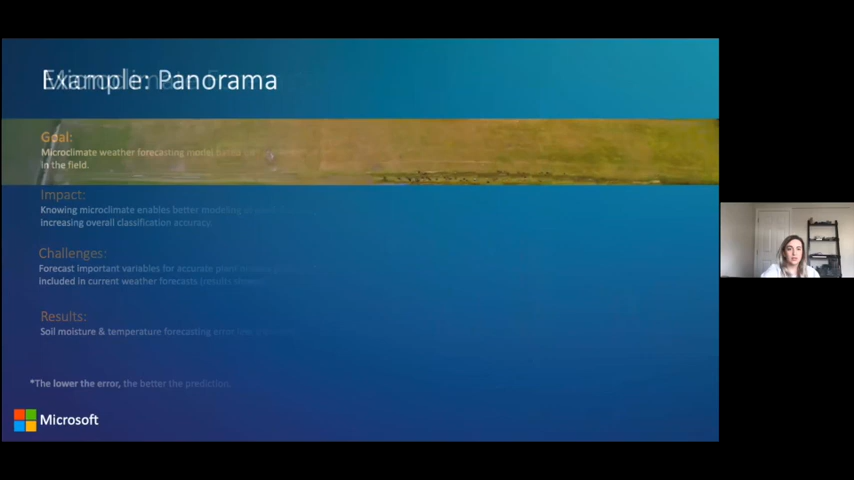 Example: Panorama
Goal:
Microclimate weather forecasting model
in the field.
Impact:
Knowing microclimate enables better modeling
increasing overall classification accuracy.
Challenges:
Forecast important variables for accurate plant
included in current weather forecasts (results
Results:
Soil moisture & temperature forecasting error
*The lower the error, the better the prediction.
Microsoft